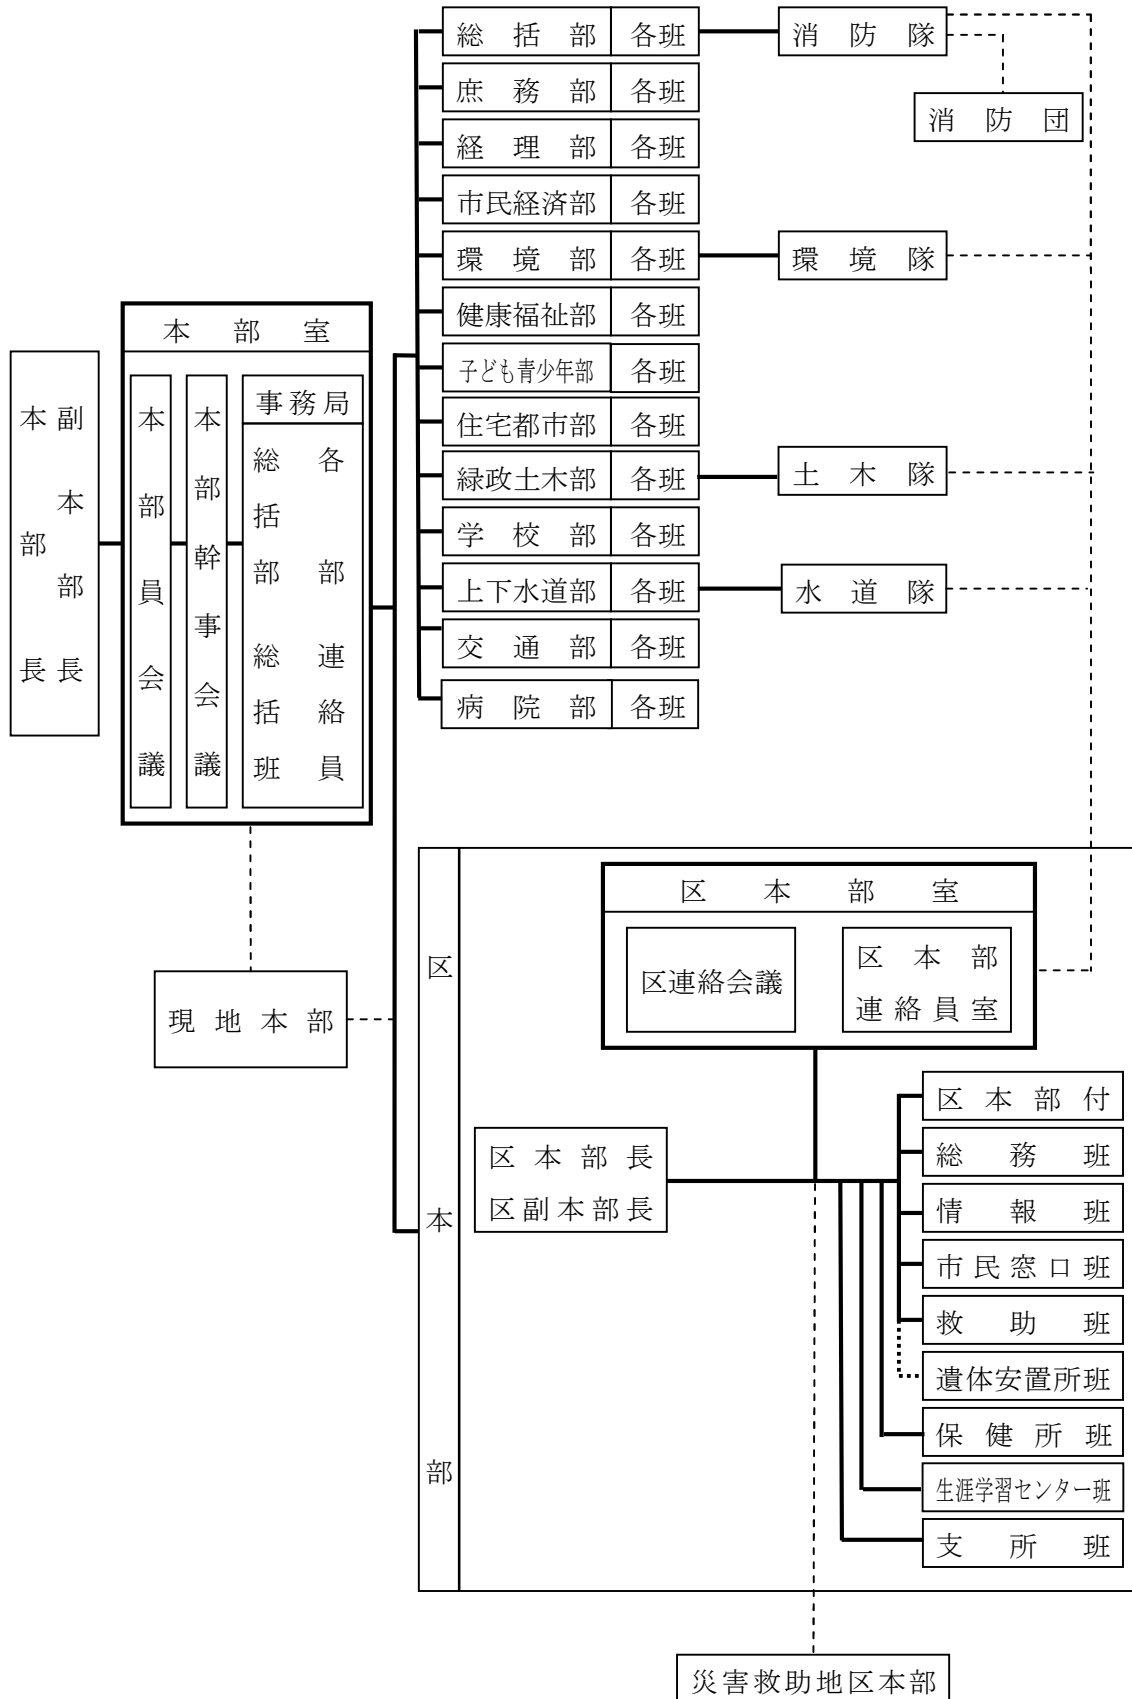 本部長
副本部長
本部室
本部員会議
本部幹事会議
事務局
総括部総括班
各部連絡員
総括部 各班 消防隊
消防団
庶務部 各班
経理部 各班
市民経済部 各班
環境部 各班 環境隊
健康福祉部 各班
子ども青少年部 各班
住宅都市部 各班
緑政土木部 各班 土木隊
学校部 各班
上下水道部 各班 水道隊
交通部 各班
病院部 各班
現地本部
区本部
区本部室
区連絡会議
区本部
連絡員室
区本部長
区副本部長
区本部付
総務班
情報班
市民窓口班
救助班
遺体安置所班
保健所班
生涯学習センター班
支所班
災害救助地区本部